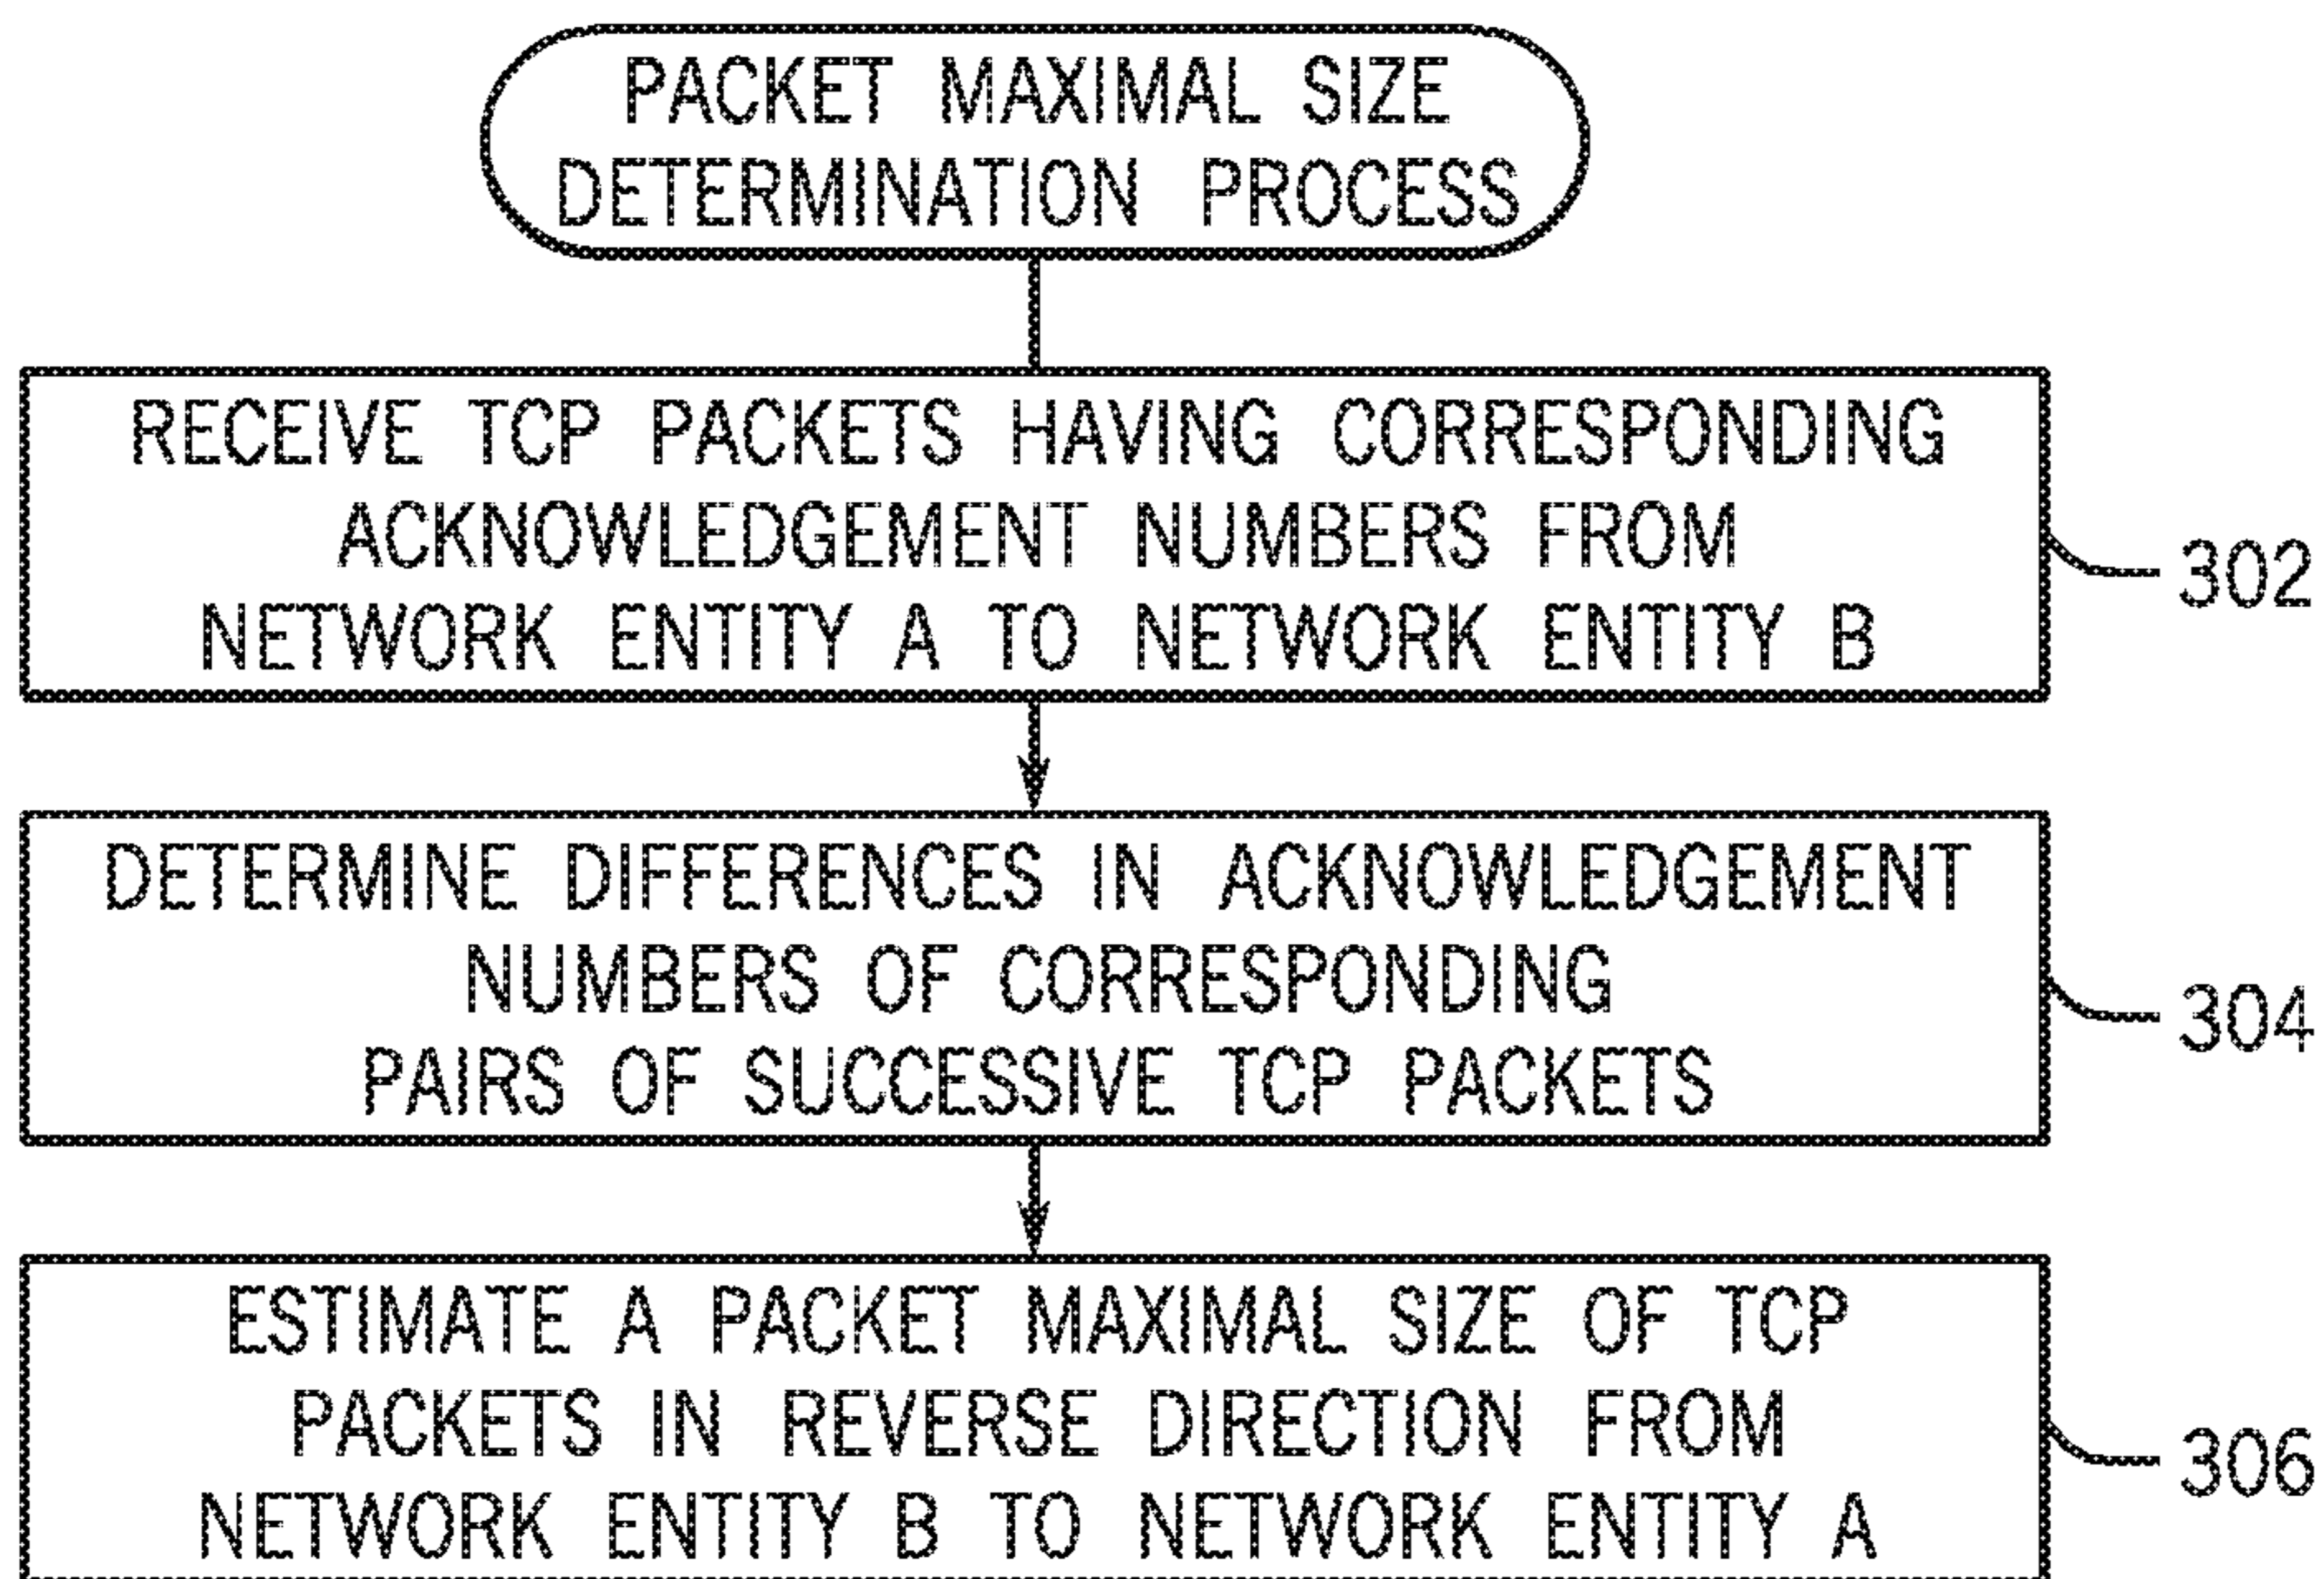 PACKET MAXIMAL SIZE
DETERMINATION PROCESS
RECEIVE TCP PACKETS HAVING CORRESPONDING
ACKNOWLEDGEMENT NUMBERS FROM
NETWORK ENTITY A TO NETWORK ENTITY B
302
DETERMINE DIFFERENCES IN ACKNOWLEDGEMENT
NUMBERS OF CORRESPONDING
PAIRS OF SUCCESSIVE TCP PACKETS
304
ESTIMATE A PACKET MAXIMAL SIZE OF TCP
PACKETS IN REVERSE DIRECTION FROM
NETWORK ENTITY B TO NETWORK ENTITY A
306